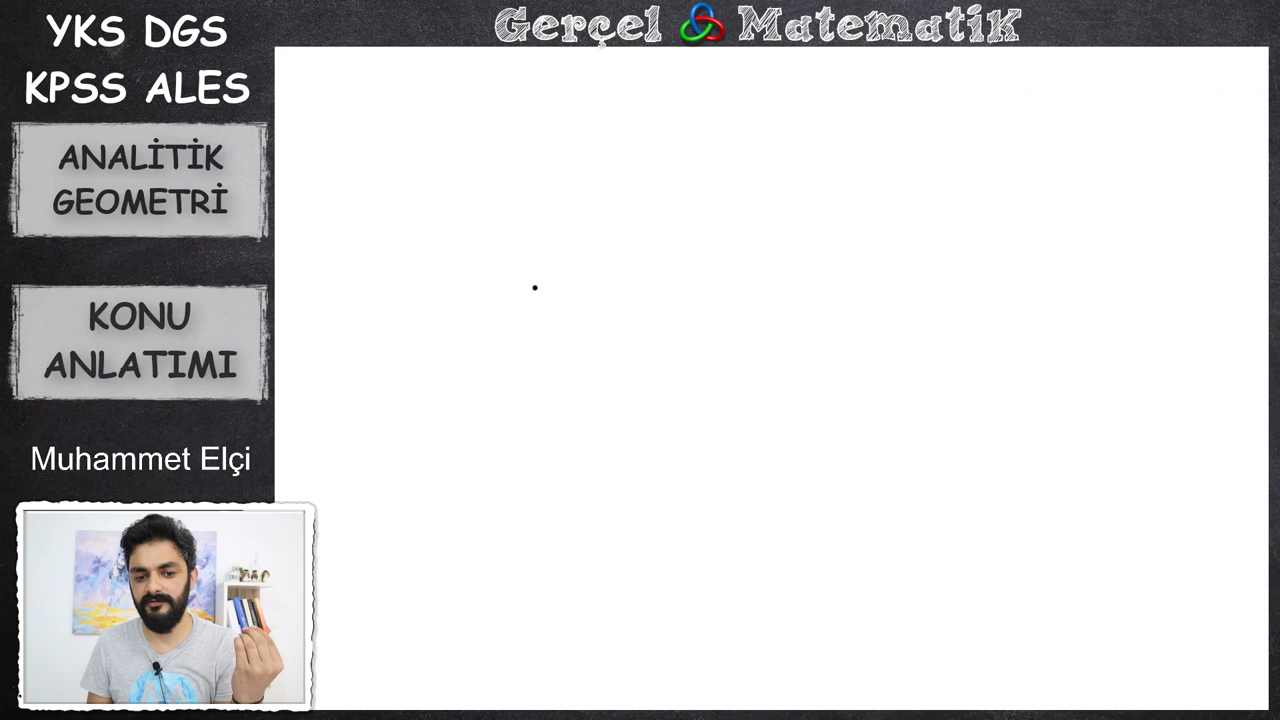 YKS DGS
KPSS ALES
Gerçel Matematik
ANALİTİK
GEOMETRİ
KONU
ANLATIMI
Muhammet Elçi